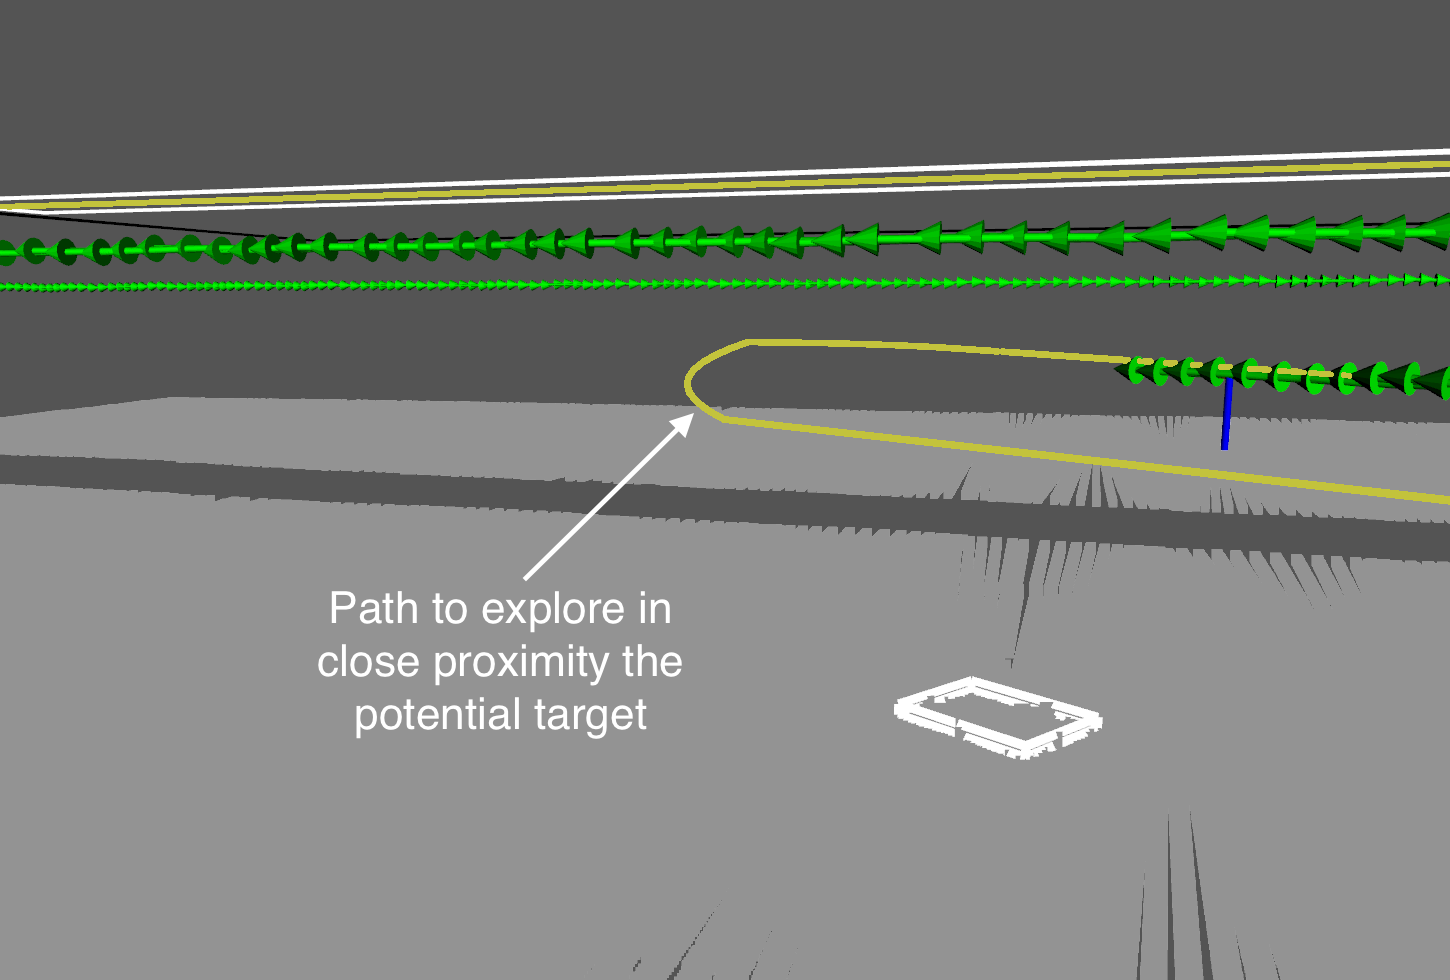 Path to explore in
close proximity the
potential target